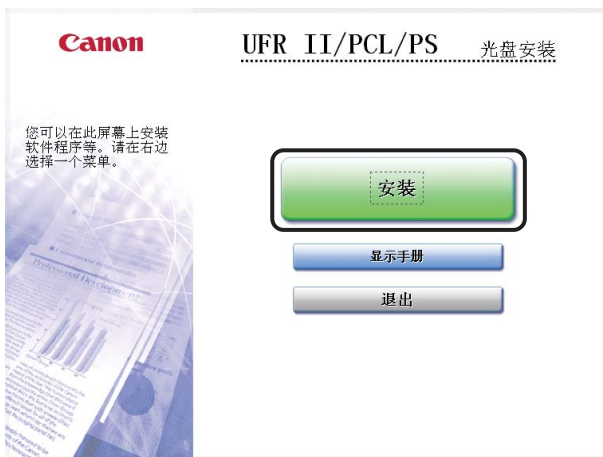 Canon
UFR II/PCL/PS 光盘安装
您可以在此屏幕上安装
软件程序等。请在右边
选择一个菜单。
安装
显示手册
退出
Professional Development